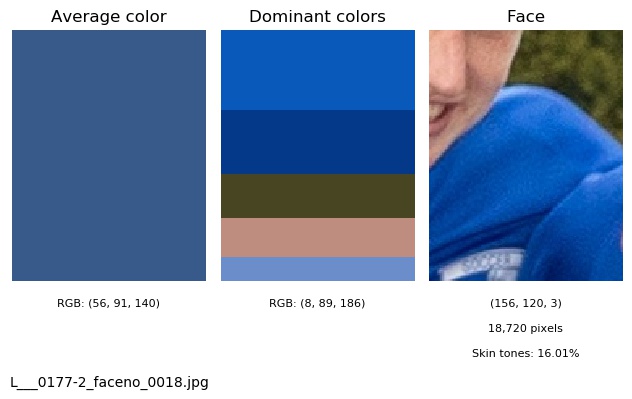 Average color
Dominant colors
Face
RGB: (56, 91, 140)
RGB: (8, 89, 186)
(156, 120, 3)
18,720 pixels
Skin tones: 16.01%
SOCCER
L___0177-2_faceno_0018.jpg